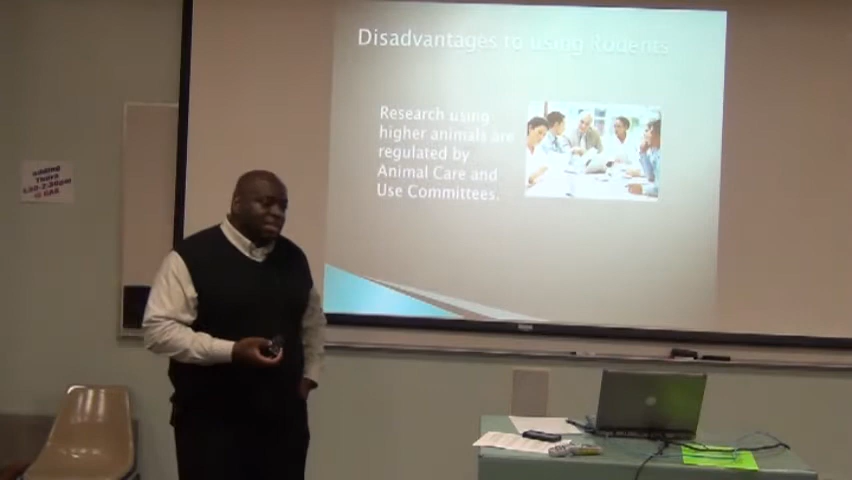 Disadvantages to using Rodents
Research using
higher animals are
regulated by
Animal Care and
Use Committees.